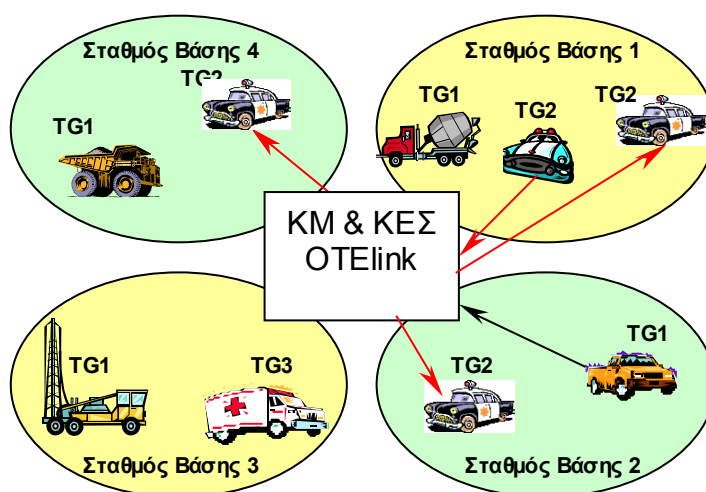 Σταθμός Βάσης 4
TG2
TG1
Σταθμός Βάσης 1
TG1
TG2
TG2
ΚΜ & ΚΕΣ
OTElink
TG1
TG3
Σταθμός Βάσης 3
TG2
TG1
Σταθμός Βάσης 2